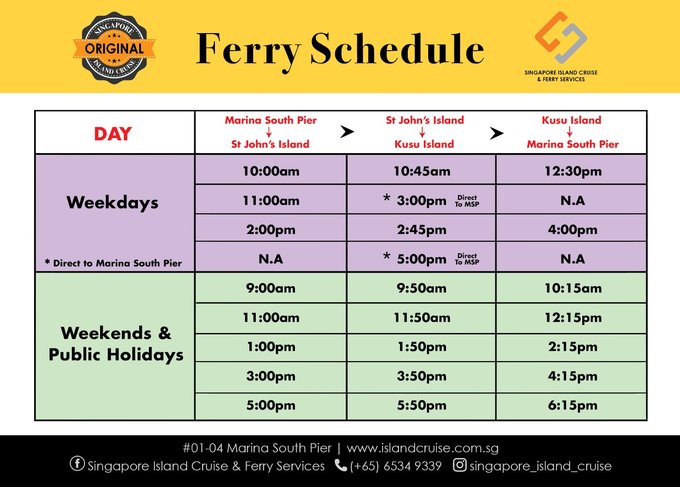 SINGAPORE
ORIGINAL
ISLAND CRUISE
Ferry Schedule
SINGAPORE ISLAND CRUISE
& FERRY SERVICES
DAY
Marina South Pier
↓
St John's Island
➤
St John's Island
↓
Kusu Island
➤
Kusu Island
↓
Marina South Pier
Weekdays
* Direct to Marina South Pier
10:00am 10:45am 12:30pm
11:00am * 3:00pm Direct To MSP N.A
2:00pm 2:45pm 4:00pm
N.A * 5:00pm Direct To MSP N.A
Weekends &
Public Holidays
9:00am 9:50am 10:15am
11:00am 11:50am 12:15pm
1:00pm 1:50pm 2:15pm
3:00pm 3:50pm 4:15pm
5:00pm 5:50pm 6:15pm
#01-04 Marina South Pier | www.islandcruise.com.sg
Singapore Island Cruise & Ferry Services (+65) 6534 9339 singapore_island_cruise